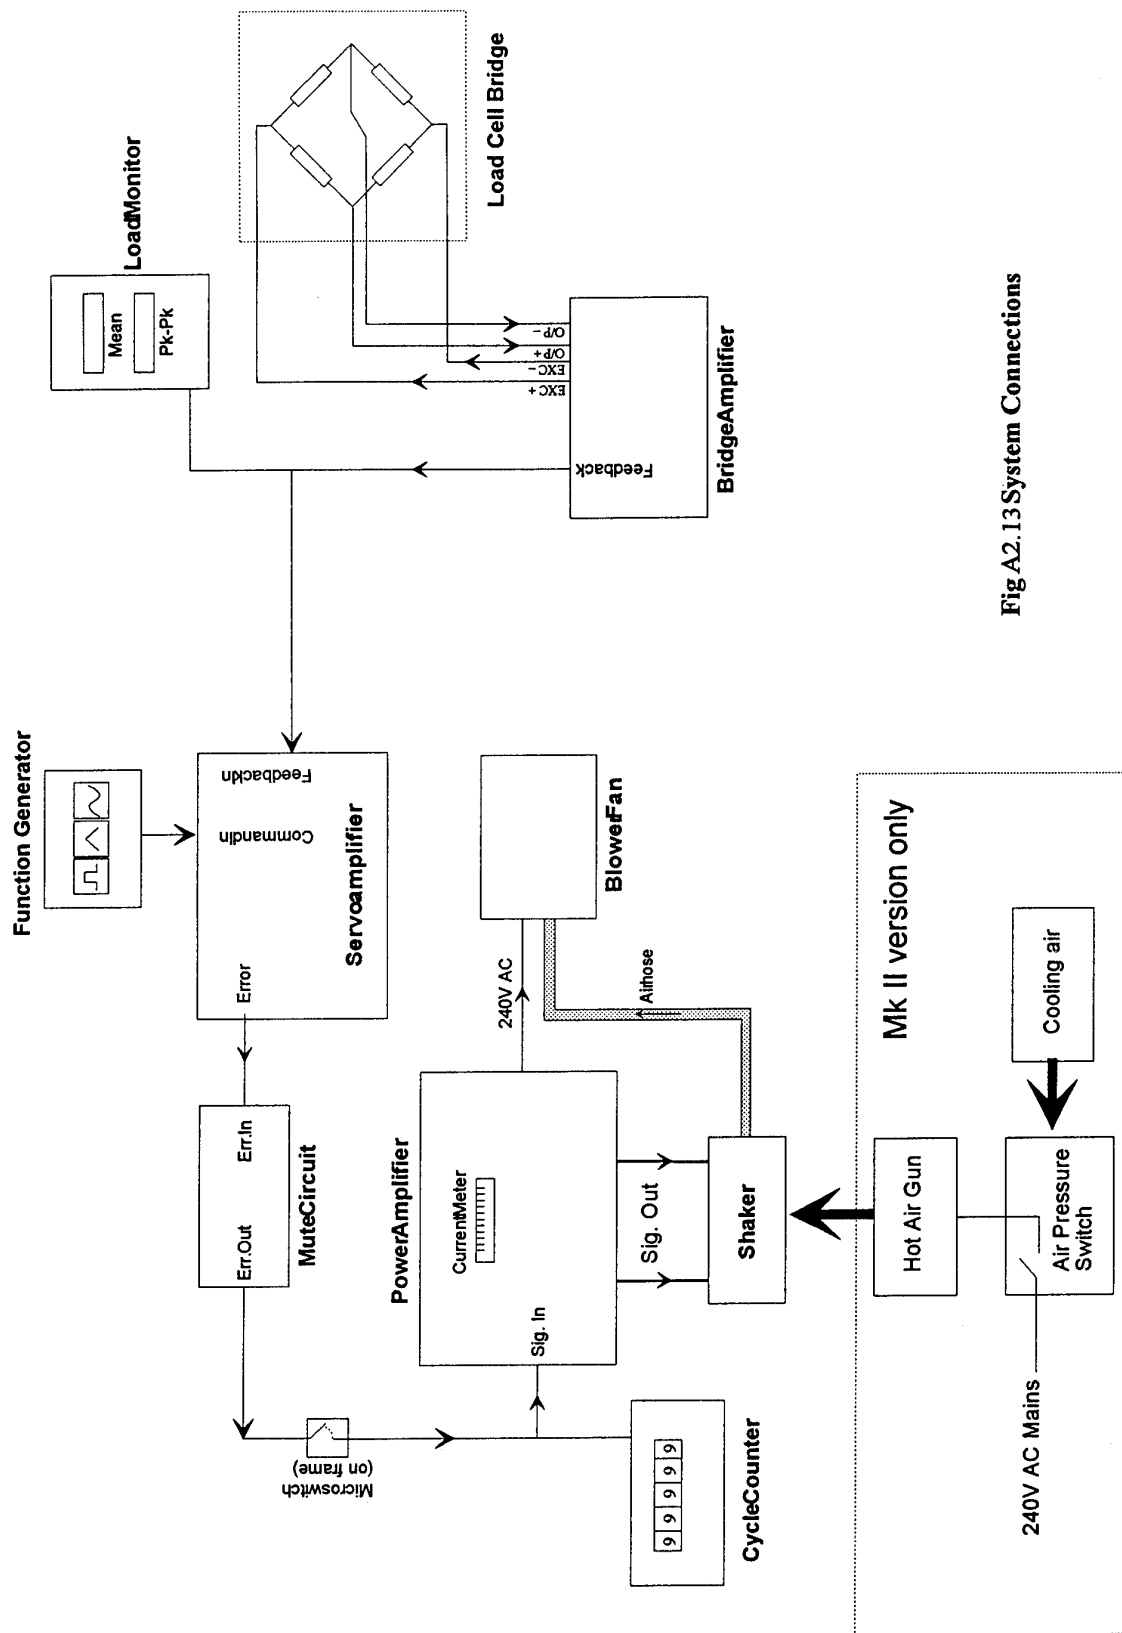 Function Generator
LoadMonitor
Mean
Pk-Pk
Load Cell Bridge
Servoamplifier
CommandIn
FeedbackIn
Error
MuteCircuit
Err.Out
Err.In
Microswitch
(on frame)
PowerAmplifier
CurrentMeter
Sig. In
Sig. Out
240V AC
BlowerFan
Airhose
Shaker
CycleCounter
9 9 9 9 9
BridgeAmplifier
Feedback
EXC +
EXC -
O/P+
O/P-
Mk II version only
Hot Air Gun
Air Pressure
Switch
Cooling air
240V AC Mains
Fig A2.13 System Connections